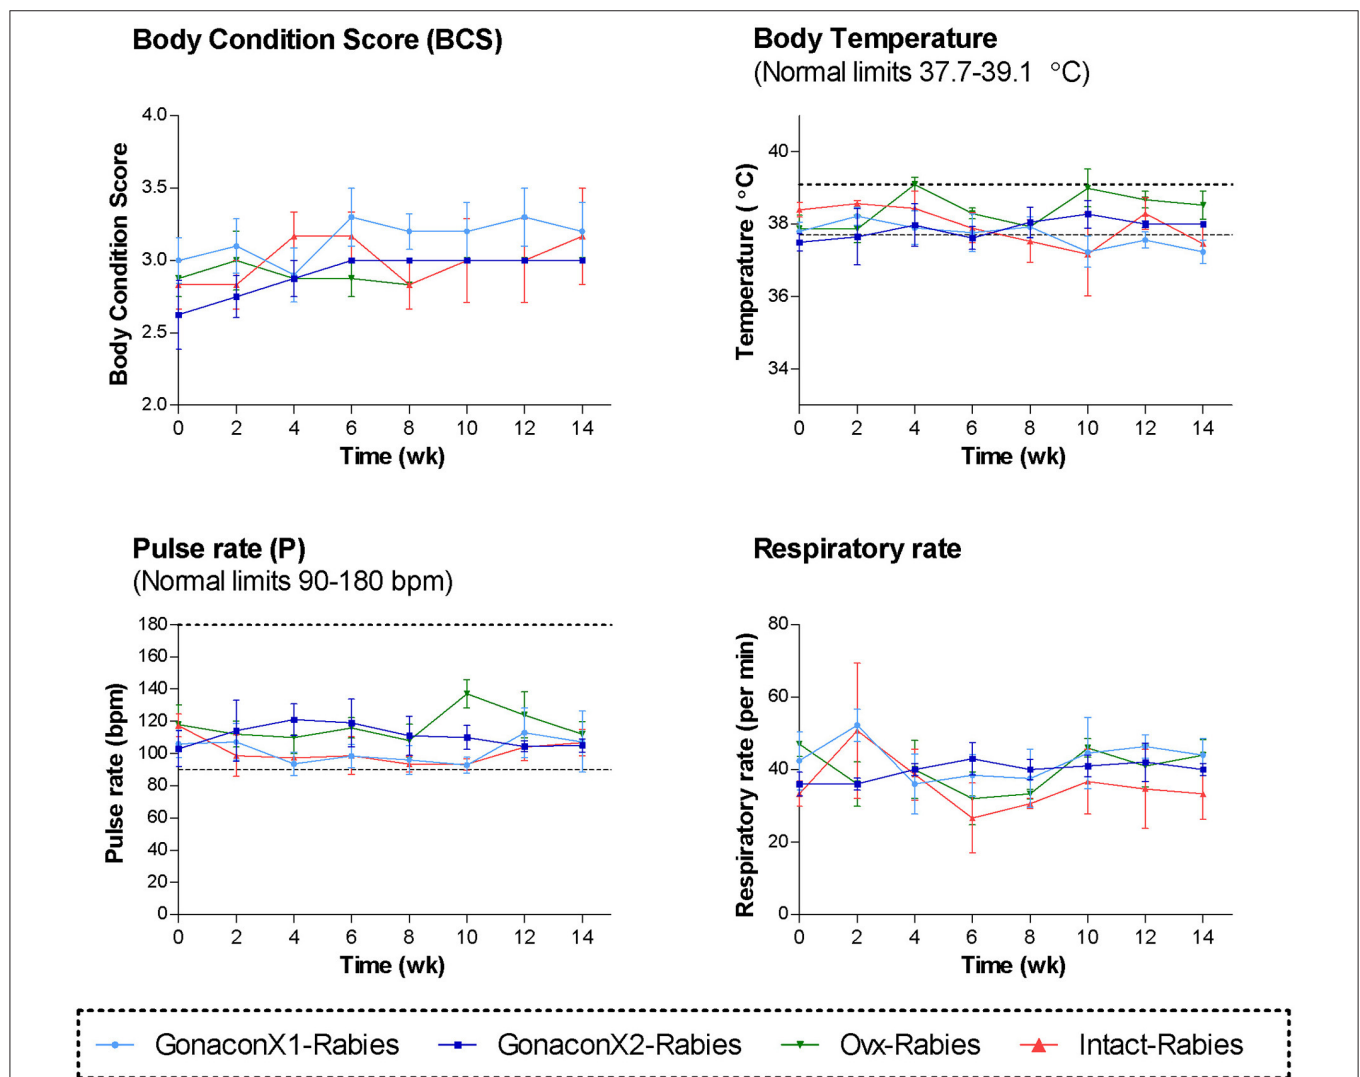 Body Condition Score (BCS)
4.0
3.5
3.0
2.5
2.0
Body Condition Score
0 2 4 6 8 10 12 14
Time (wk)
Body Temperature
(Normal limits 37.7-39.1 °C)
40
38
36
34
Temperature ( °C)
0 2 4 6 8 10 12 14
Time (wk)
Pulse rate (P)
(Normal limits 90-180 bpm)
180
160
140
120
100
80
60
40
20
0
Pulse rate (bpm)
0 2 4 6 8 10 12 14
Time (wk)
Respiratory rate
80
60
40
20
0
Respiratory rate (per min)
0 2 4 6 8 10 12 14
Time (wk)
GonaconX1-Rabies GonaconX2-Rabies Ovx-Rabies Intact-Rabies